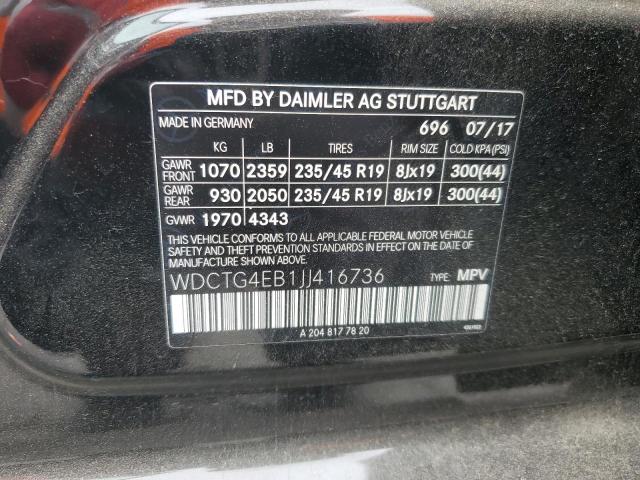 MFD BY DAIMLER AG STUTTGART
MADE IN GERMANY 696 07/17
KG LB TIRES RIM SIZE COLD KPA (PSI)
GAWR FRONT 1070 2359 235/45 R19 8Jx19 300(44)
GAWR REAR 930 2050 235/45 R19 8Jx19 300(44)
GVWR 1970 4343
THIS VEHICLE CONFORMS TO ALL APPLICABLE FEDERAL MOTOR VEHICLE
SAFETY AND THEFT PREVENTION STANDARDS IN EFFECT ON THE DATE OF
MANUFACTURE SHOWN ABOVE.
WDCTG4EB1JJ416736 TYPE: MPV
A 204 817 78 20